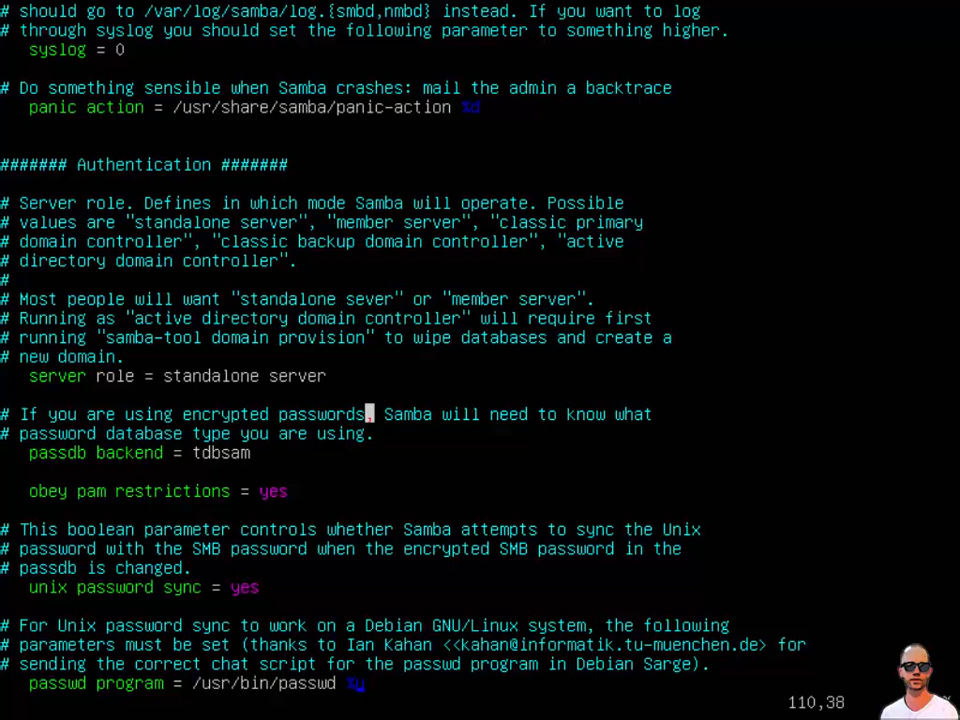 # should go to /var/log/samba/log.{smbd,nmbd} instead. If you want to log
# through syslog you should set the following parameter to something higher.
syslog = 0
# Do something sensible when Samba crashes: mail the admin a backtrace
panic action = /usr/share/samba/panic-action %d
####### Authentication #######
# Server role. Defines in which mode Samba will operate. Possible
# values are "standalone server", "member server", "classic primary
# domain controller", "classic backup domain controller", "active
# directory domain controller".
#
# Most people will want "standalone sever" or "member server".
# Running as "active directory domain controller" will require first
# running "samba-tool domain provision" to wipe databases and create a
# new domain.
server role = standalone server
# If you are using encrypted passwords, Samba will need to know what
# password database type you are using.
passdb backend = tdbsam
obey pam restrictions = yes
# This boolean parameter controls whether Samba attempts to sync the Unix
# password with the SMB password when the encrypted SMB password in the
# passdb is changed.
unix password sync = yes
# For Unix password sync to work on a Debian GNU/Linux system, the following
# parameters must be set (thanks to Ian Kahan <<kahan@informatik.tu-muenchen.de> for
# sending the correct chat script for the passwd program in Debian Sarge).
passwd program = /usr/bin/passwd %u
110,38